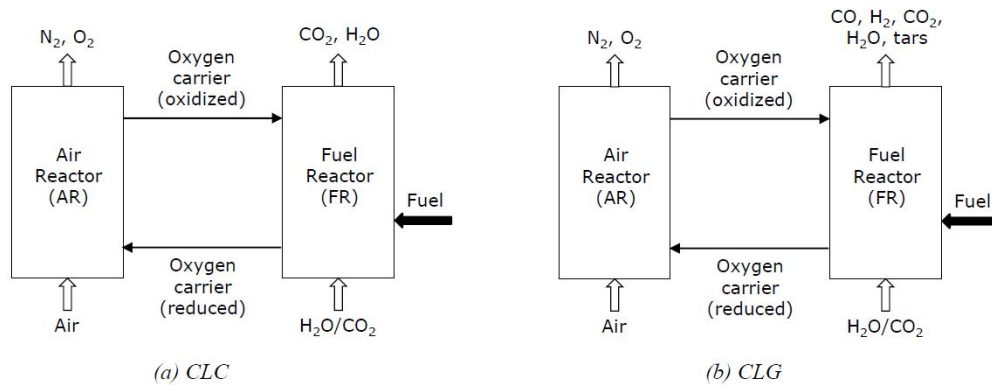 N₂, O₂
CO₂, H₂O
Oxygen
carrier
(oxidized)
Air
Reactor
(AR)
Fuel
Reactor
(FR)
Fuel
Oxygen
carrier
(reduced)
Air
H₂O/CO₂
(a) CLC
CO, H₂, CO₂,
H₂O, tars
N₂, O₂
Oxygen
carrier
(oxidized)
Air
Reactor
(AR)
Fuel
Reactor
(FR)
Fuel
Oxygen
carrier
(reduced)
Air
H₂O/CO₂
(b) CLG